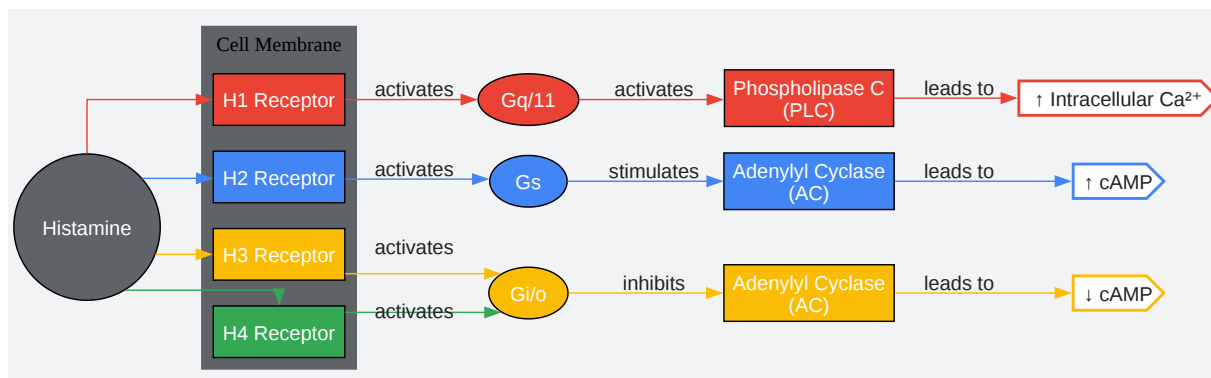 Cell Membrane
H1 Receptor
activates
Gq/11
activates
Phospholipase C
(PLC)
leads to
↑ Intracellular Ca²⁺
H2 Receptor
activates
Gs
stimulates
Adenylyl Cyclase
(AC)
leads to
↑ cAMP
Histamine
H3 Receptor
activates
Gi/o
inhibits
Adenylyl Cyclase
(AC)
leads to
↓ cAMP
H4 Receptor
activates